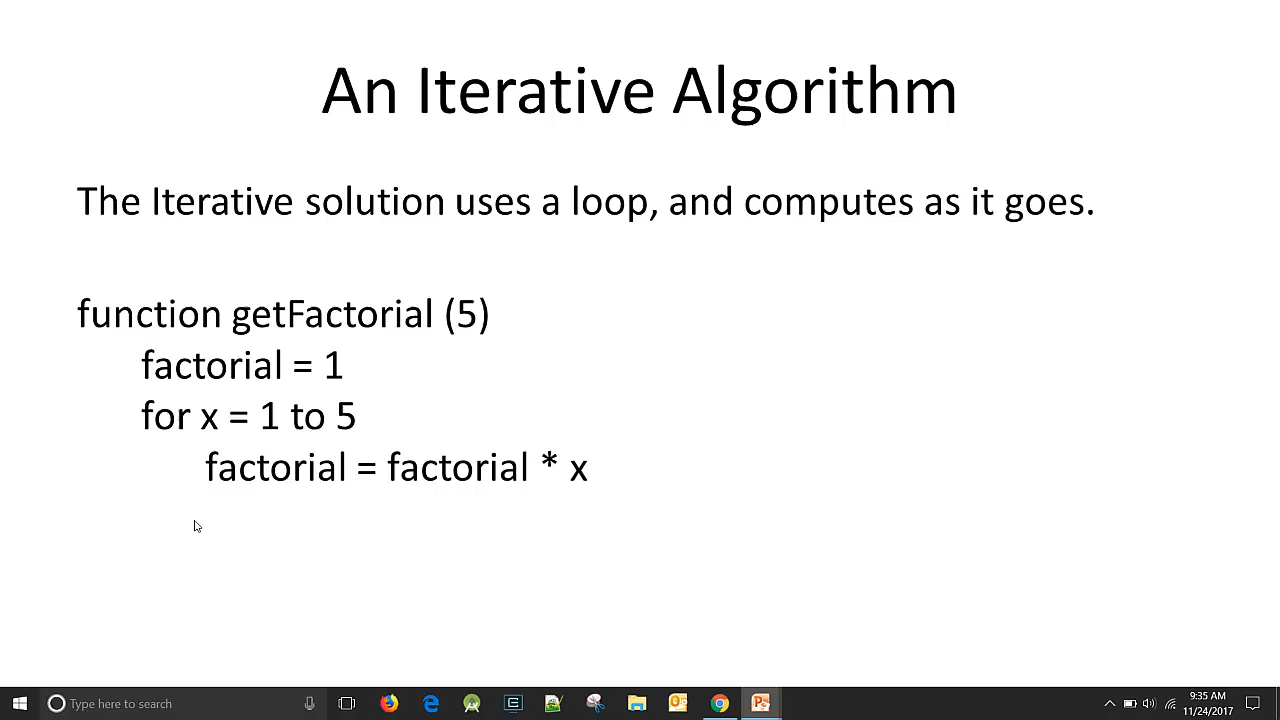 An Iterative Algorithm
The Iterative solution uses a loop, and computes as it goes.
function getFactorial (5)
factorial = 1
for x = 1 to 5
factorial = factorial * x
Type here to search
9:35 AM
11/24/2017